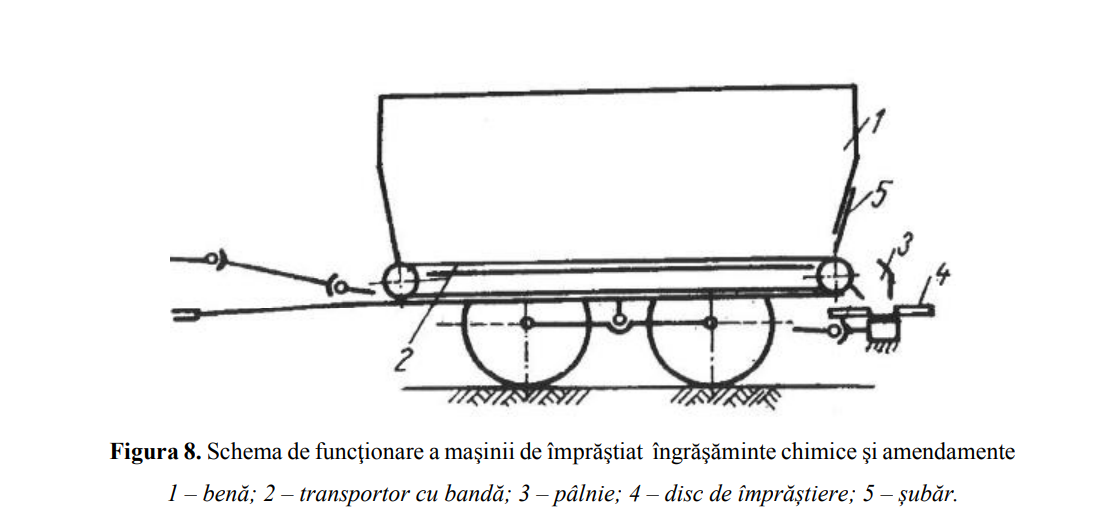 1
5
3
4
2
Figura 8. Schema de funcţionare a maşinii de împrăştiat îngrăşăminte chimice şi amendamente
1 – benă; 2 – transportor cu bandă; 3 – pâlnie; 4 – disc de împrăştiere; 5 – şubăr.